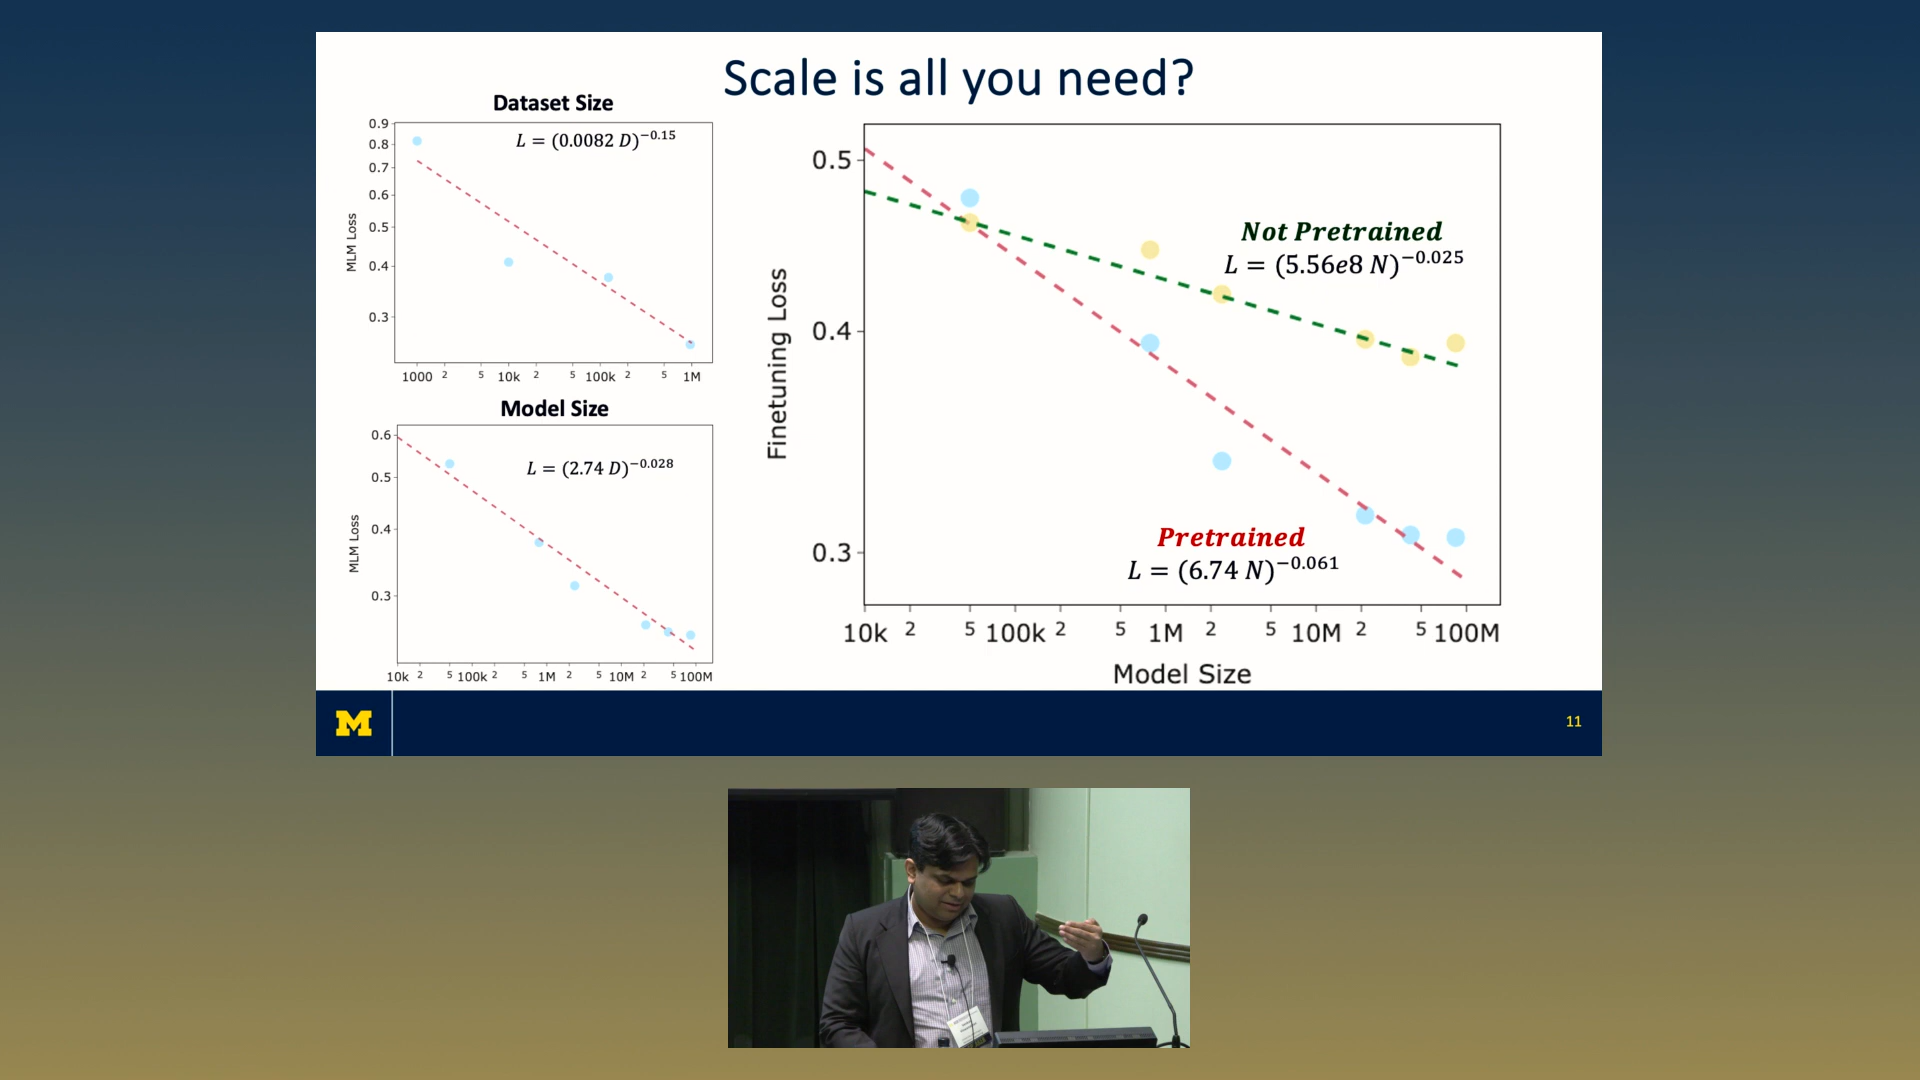 Scale is all you need?
Dataset Size
L = (0.0082 D)^−0.15
MLM Loss
0.9
0.8
0.7
0.6
0.5
0.4
0.3
1000 2 5 10k 2 5 100k 2 5 1M
Model Size
L = (2.74 D)^−0.028
MLM Loss
0.6
0.5
0.4
0.3
10k 2 5 100k 2 5 1M 2 5 10M 2 5 100M
Finetuning Loss
0.5
0.4
0.3
Not Pretrained
L = (5.56e8 N)^−0.025
Pretrained
L = (6.74 N)^−0.061
10k 2 5 100k 2 5 1M 2 5 10M 2 5 100M
Model Size
M
11